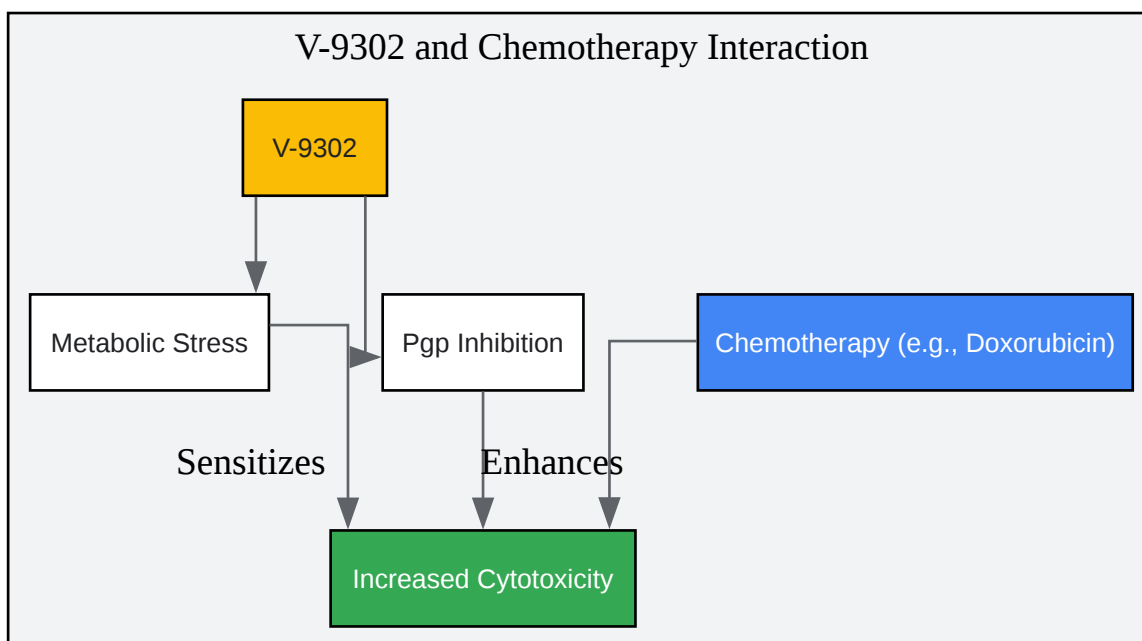 V-9302 and Chemotherapy Interaction
V-9302
Metabolic Stress
Pgp Inhibition
Chemotherapy (e.g., Doxorubicin)
Sensitizes
Enhances
Increased Cytotoxicity